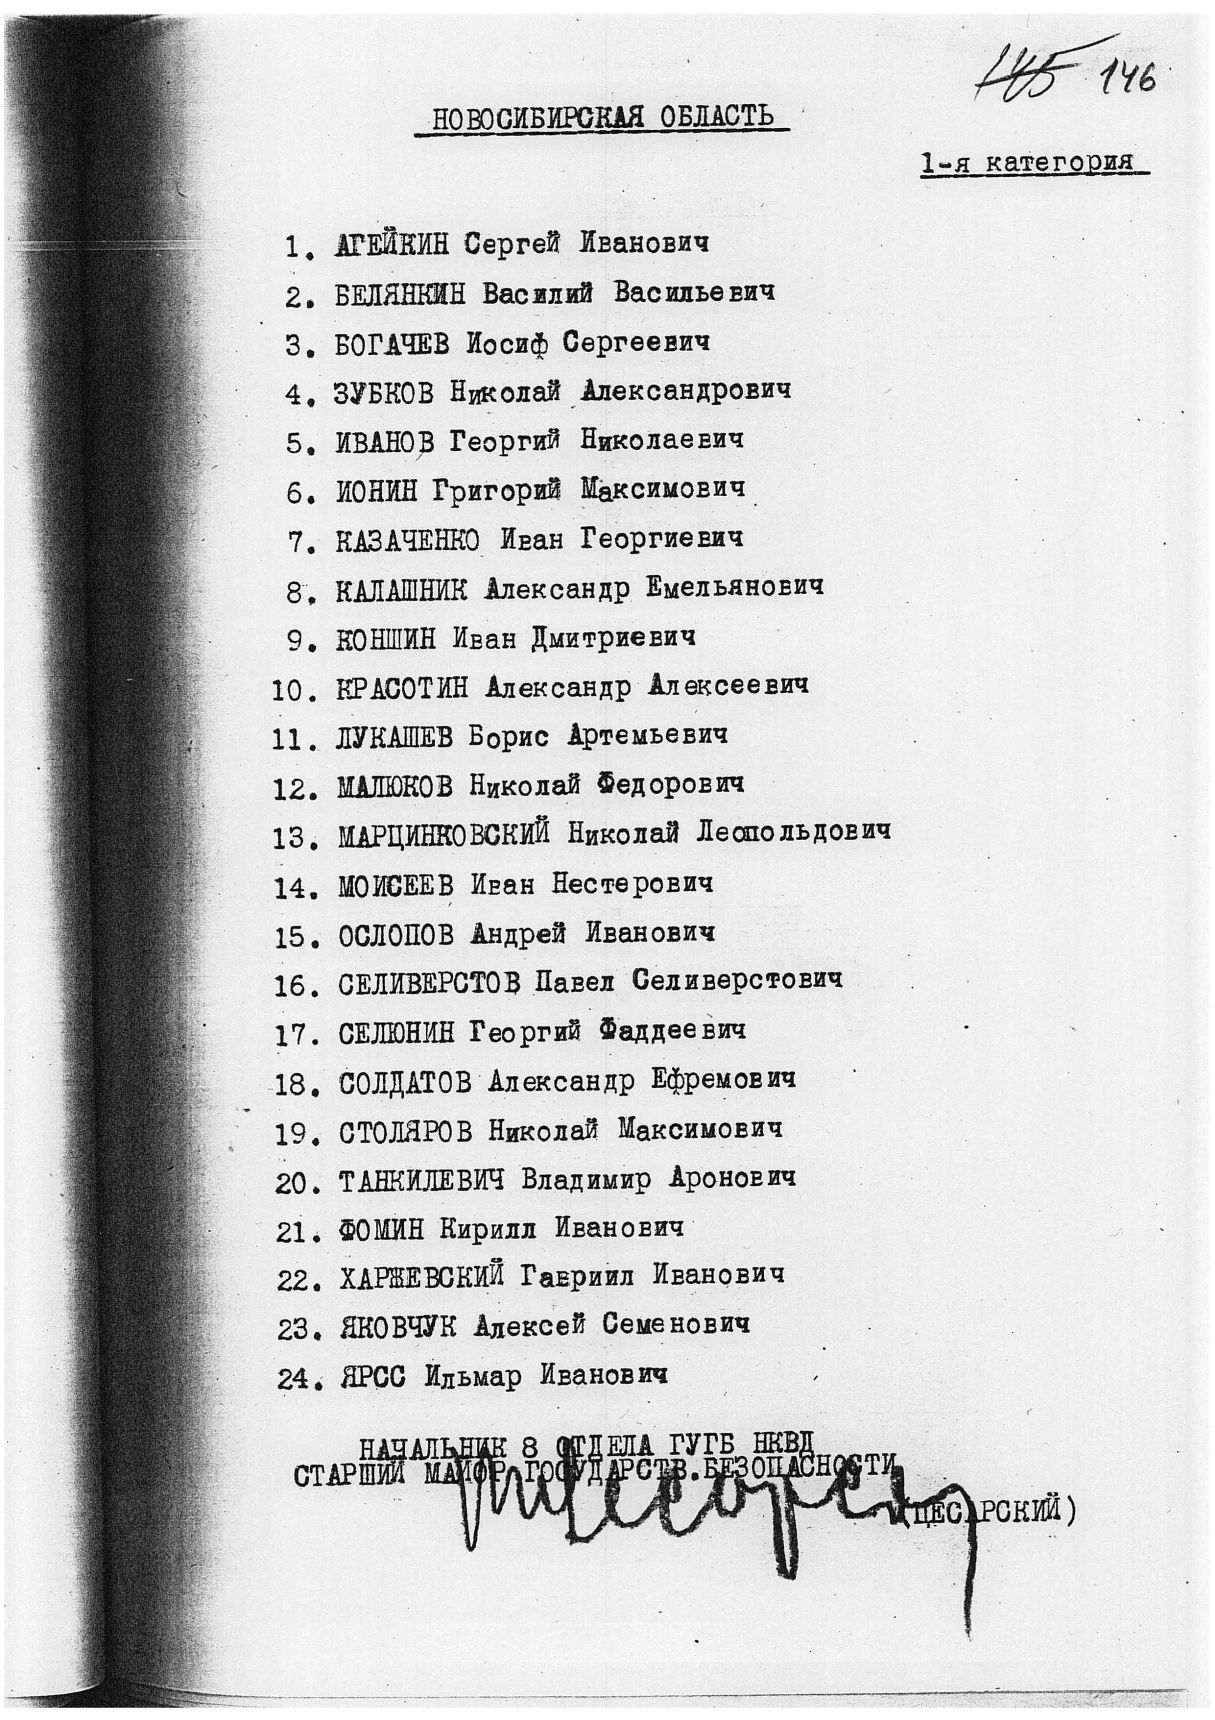 145 146
НОВОСИБИРСКАЯ ОБЛАСТЬ
1-я категория
1. АГЕЙКИН Сергей Иванович
2. БЕЛЯНКИН Василий Васильевич
3. БОГАЧЕВ Иосиф Сергеевич
4. ЗУБКОВ Николай Александрович
5. ИВАНОВ Георгий Николаевич
6. ИОНИН Григорий Максимович
7. КАЗАЧЕНКО Иван Георгиевич
8. КАЛАШНИК Александр Емельянович
9. КОНШИН Иван Дмитриевич
10. КРАСОТИН Александр Алексеевич
11. ЛУКАШЕВ Борис Артемьевич
12. МАЛЮКОВ Николай Федорович
13. МАРЦИНКОВСКИЙ Николай Леопольдович
14. МОИСЕЕВ Иван Нестерович
15. ОСЛОПОВ Андрей Иванович
16. СЕЛИВЕРСТОВ Павел Селиверстович
17. СЕЛЮНИН Георгий Фаддеевич
18. СОЛДАТОВ Александр Ефремович
19. СТОЛЯРОВ Николай Максимович
20. ТАНКИЛЕВИЧ Владимир Аронович
21. ФОМИН Кирилл Иванович
22. ХАРЖЕВСКИЙ Гавриил Иванович
23. ЯКОВЧУК Алексей Семенович
24. ЯРСС Ильмар Иванович
НАЧАЛЬНИК 8 ОТДЕЛА ГУГБ НКВД
СТАРШИЙ МАЙОР ГОСУДАРСТВ.БЕЗОПАСНОСТИ
(ЦЕСАРСКИЙ)